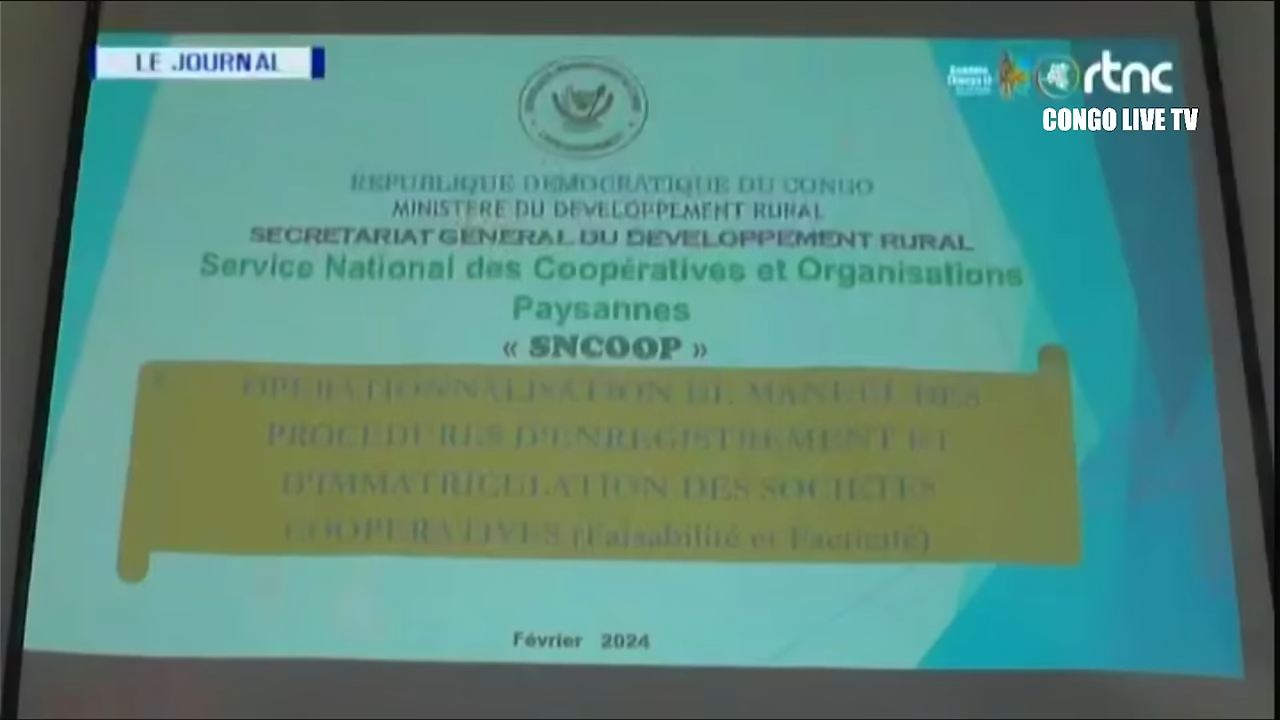 LE JOURNAL
rtnc
CONGO LIVE TV
REPUBLIQUE DEMOCRATIQUE DU CONGO
MINISTERE DU DEVELOPPEMENT RURAL
SECRETARIAT GENERAL DU DEVELOPPEMENT RURAL
Service National des Coopératives et Organisations
Paysannes
« SNCOOP »
OPERATIONNALISATION DE MANUEL DES
PROCEDURES D'ENREGISTREMENT ET
D'IMMATRICULATION DES SOCIETES
COOPERATIVES (Faisabilité et
Février 2024